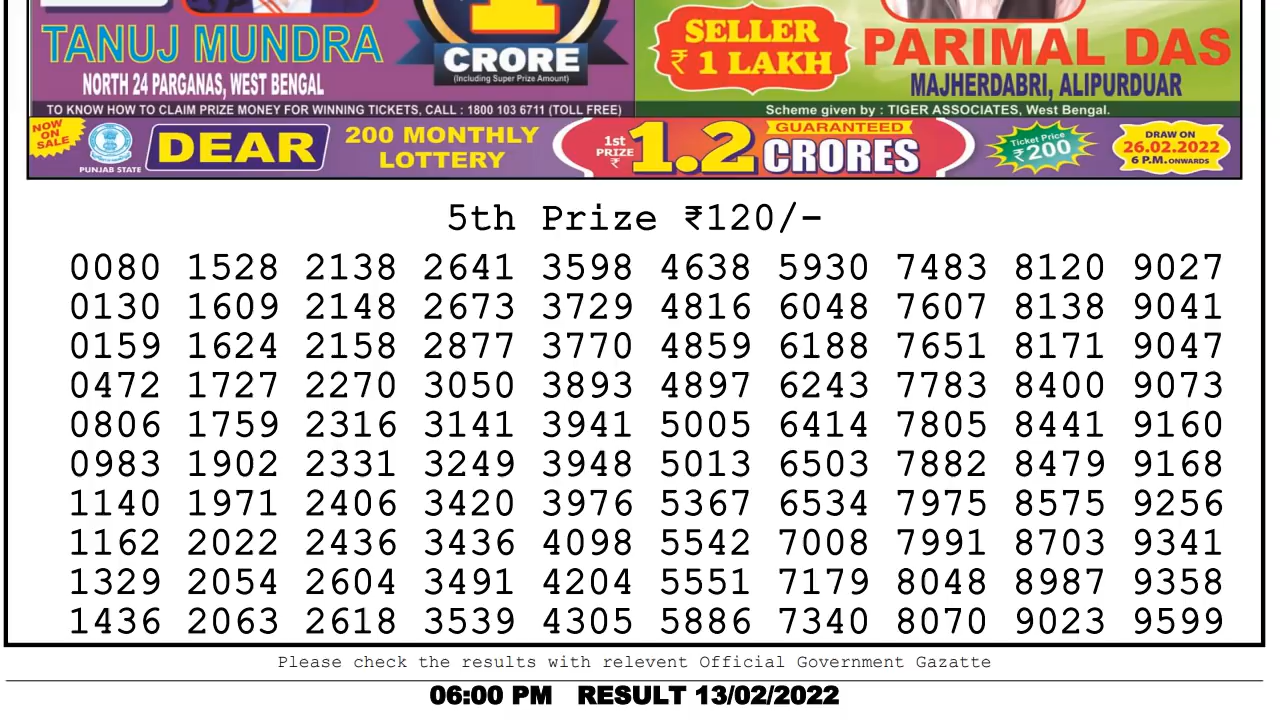 TANUJ MUNDRA
NORTH 24 PARGANAS, WEST BENGAL
1
CRORE
(Including Super Prize Amount)
SELLER
₹ 1 LAKH
PARIMAL DAS
MAJHERDABRI, ALIPURDUAR
TO KNOW HOW TO CLAIM PRIZE MONEY FOR WINNING TICKETS, CALL : 1800 103 6711 (TOLL FREE)
Scheme given by : TIGER ASSOCIATES, West Bengal.
NOW
ON
SALE
PUNJAB STATE
DEAR
200 MONTHLY
LOTTERY
1st
PRIZE
₹
1.2
GUARANTEED
CRORES
Ticket Price
₹200
DRAW ON
26.02.2022
6 P.M. ONWARDS
5th Prize ₹120/-
0080 1528 2138 2641 3598 4638 5930 7483 8120 9027
0130 1609 2148 2673 3729 4816 6048 7607 8138 9041
0159 1624 2158 2877 3770 4859 6188 7651 8171 9047
0472 1727 2270 3050 3893 4897 6243 7783 8400 9073
0806 1759 2316 3141 3941 5005 6414 7805 8441 9160
0983 1902 2331 3249 3948 5013 6503 7882 8479 9168
1140 1971 2406 3420 3976 5367 6534 7975 8575 9256
1162 2022 2436 3436 4098 5542 7008 7991 8703 9341
1329 2054 2604 3491 4204 5551 7179 8048 8987 9358
1436 2063 2618 3539 4305 5886 7340 8070 9023 9599
Please check the results with relevent Official Government Gazatte
06:00 PM RESULT 13/02/2022